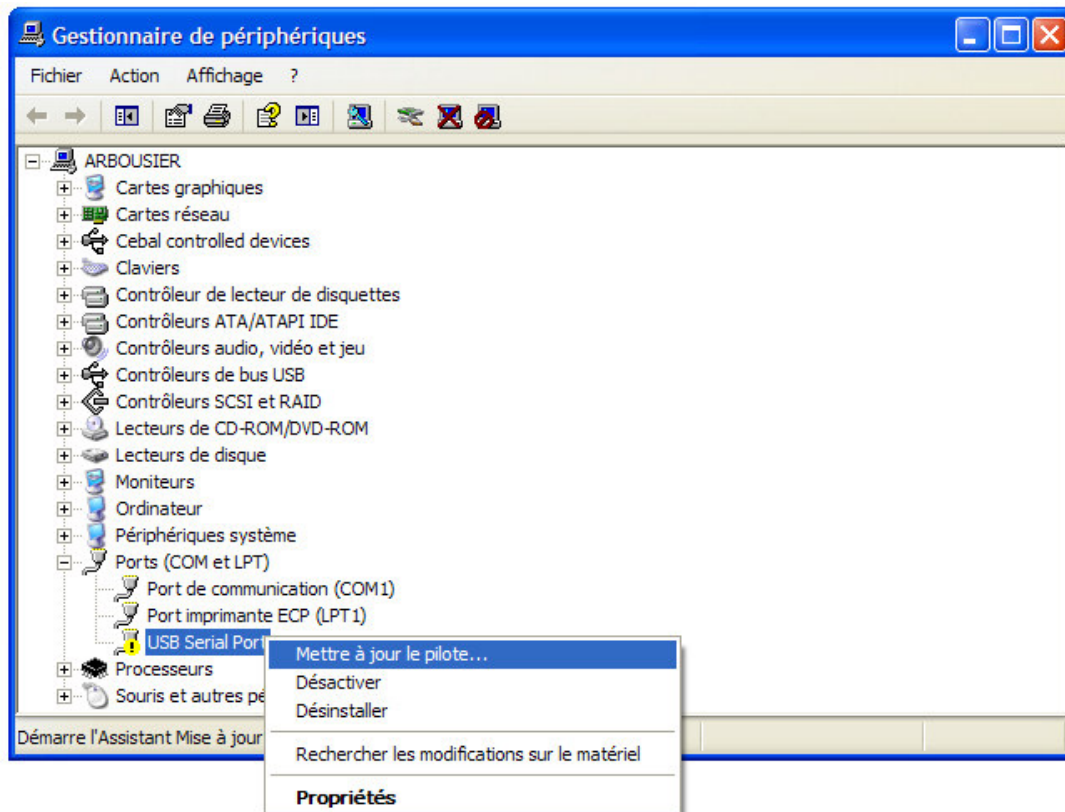 Gestionnaire de périphériques
Fichier Action Affichage ?
ARBOUSIER
Cartes graphiques
Cartes réseau
Cebal controlled devices
Claviers
Contrôleur de lecteur de disquettes
Contrôleurs ATA/ATAPI IDE
Contrôleurs audio, vidéo et jeu
Contrôleurs de bus USB
Contrôleurs SCSI et RAID
Lecteurs de CD-ROM/DVD-ROM
Lecteurs de disque
Moniteurs
Ordinateur
Périphériques système
Ports (COM et LPT)
Port de communication (COM1)
Port imprimante ECP (LPT1)
USB Serial Port
Processeurs
Souris et autres pé
Démarre l'Assistant Mise à jour
Mettre à jour le pilote...
Désactiver
Désinstaller
Rechercher les modifications sur le matériel
Propriétés